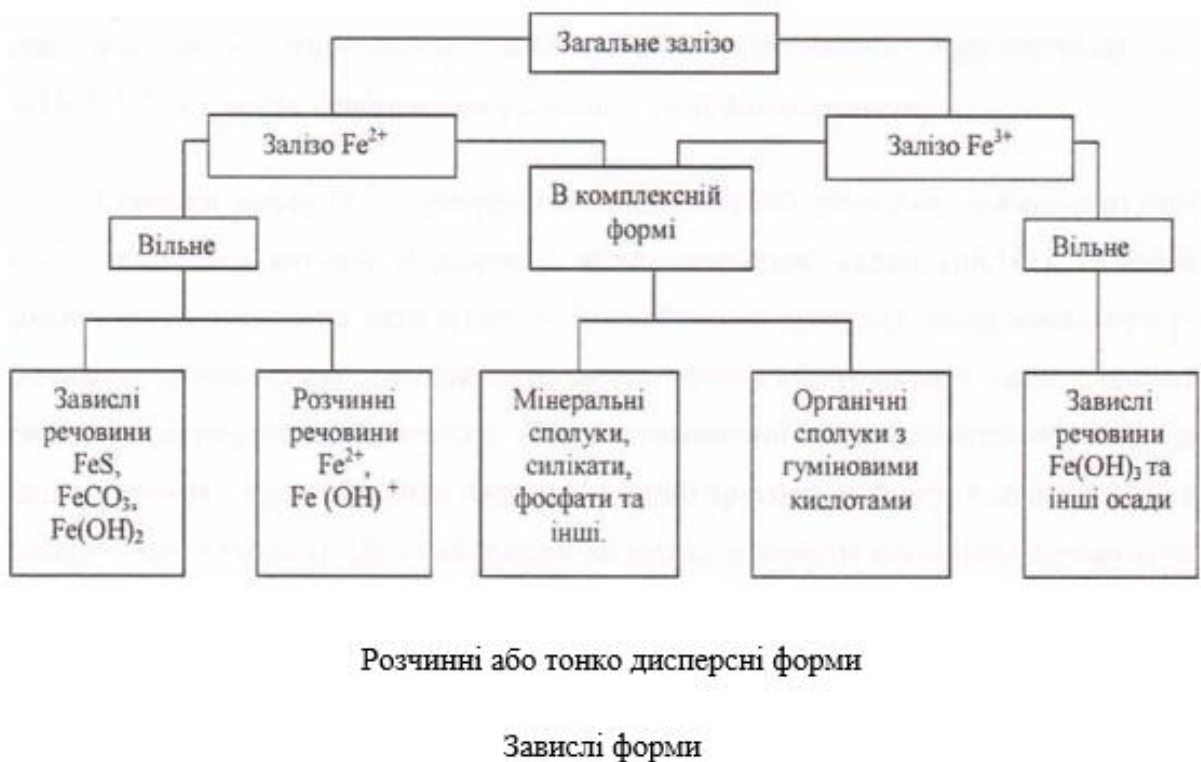 Загальне залізо
Залізо Fe²⁺
Залізо Fe³⁺
В комплексній
формі
Вільне
Вільне
Завислі
речовини
FeS,
FeCO₃,
Fe(OH)₂
Розчинні
речовини
Fe²⁺,
Fe (OH)⁺
Мінеральні
сполуки,
силікати,
фосфати та
інші.
Органічні
сполуки з
гуміновими
кислотами
Завислі
речовини
Fe(OH)₃ та
інші осади
Розчинні або тонко дисперсні форми
Завислі форми